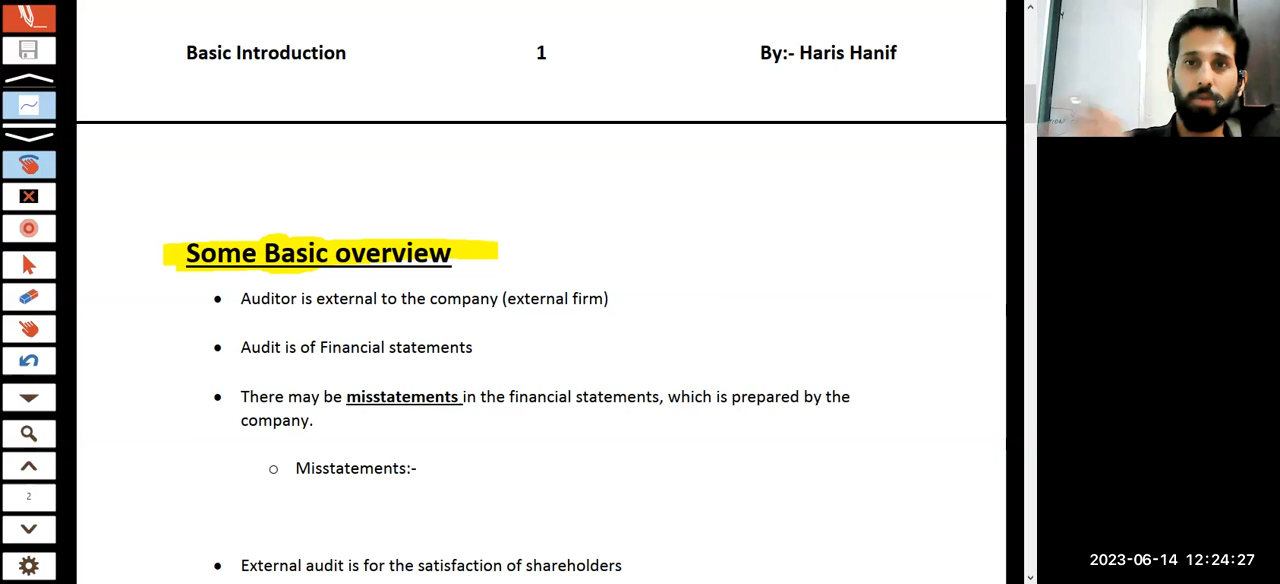 Basic Introduction 1 By:- Haris Hanif
Some Basic overview
• Auditor is external to the company (external firm)
• Audit is of Financial statements
• There may be misstatements in the financial statements, which is prepared by the
company.
o Misstatements:-
2
• External audit is for the satisfaction of shareholders
2023-06-14 12:24:27